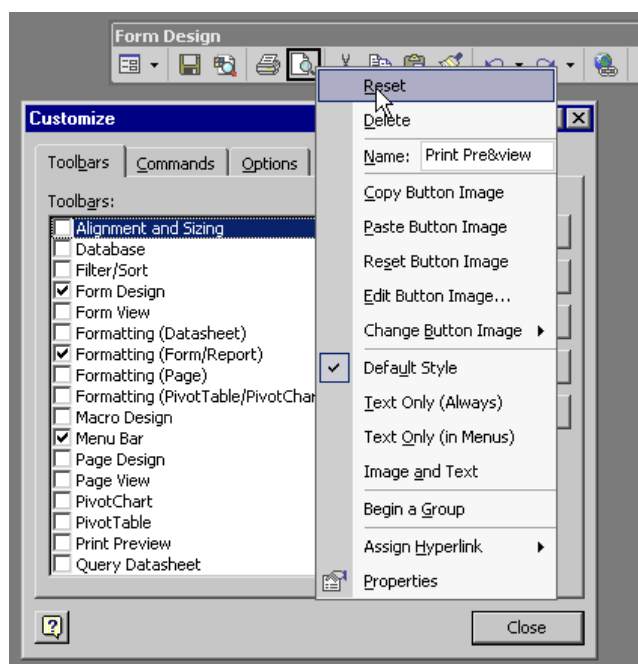 Form Design
Customize
Toolbars
Commands
Options
Toolbars:
Alignment and Sizing
Database
Filter/Sort
Form Design
Form View
Formatting (Datasheet)
Formatting (Form/Report)
Formatting (Page)
Formatting (PivotTable/PivotChar
Macro Design
Menu Bar
Page Design
Page View
PivotChart
PivotTable
Print Preview
Query Datasheet
Reset
Delete
Name: Print Pre&view
Copy Button Image
Paste Button Image
Reset Button Image
Edit Button Image...
Change Button Image
Default Style
Text Only (Always)
Text Only (in Menus)
Image and Text
Begin a Group
Assign Hyperlink
Properties
Close